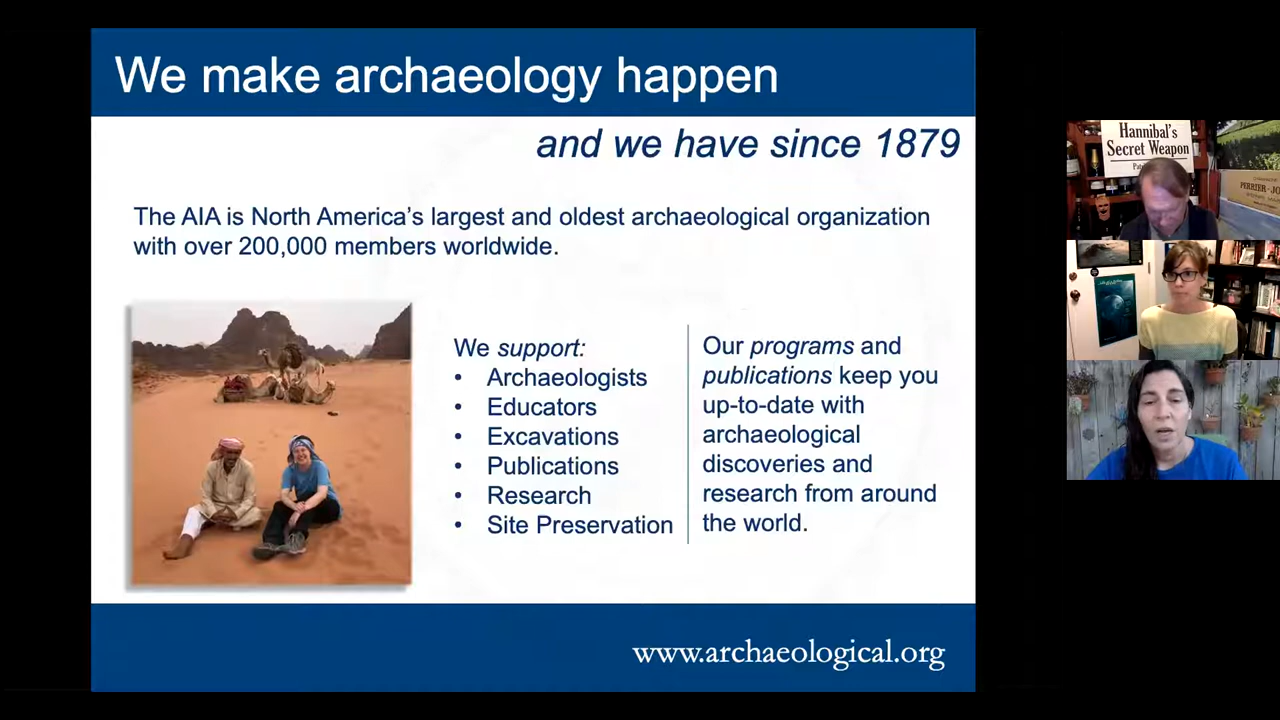 We make archaeology happen
and we have since 1879
The AIA is North America's largest and oldest archaeological organization
with over 200,000 members worldwide.
We support:
• Archaeologists
• Educators
• Excavations
• Publications
• Research
• Site Preservation
Our programs and
publications keep you
up-to-date with
archaeological
discoveries and
research from around
the world.
www.archaeological.org
Hannibal's
Secret Weapon